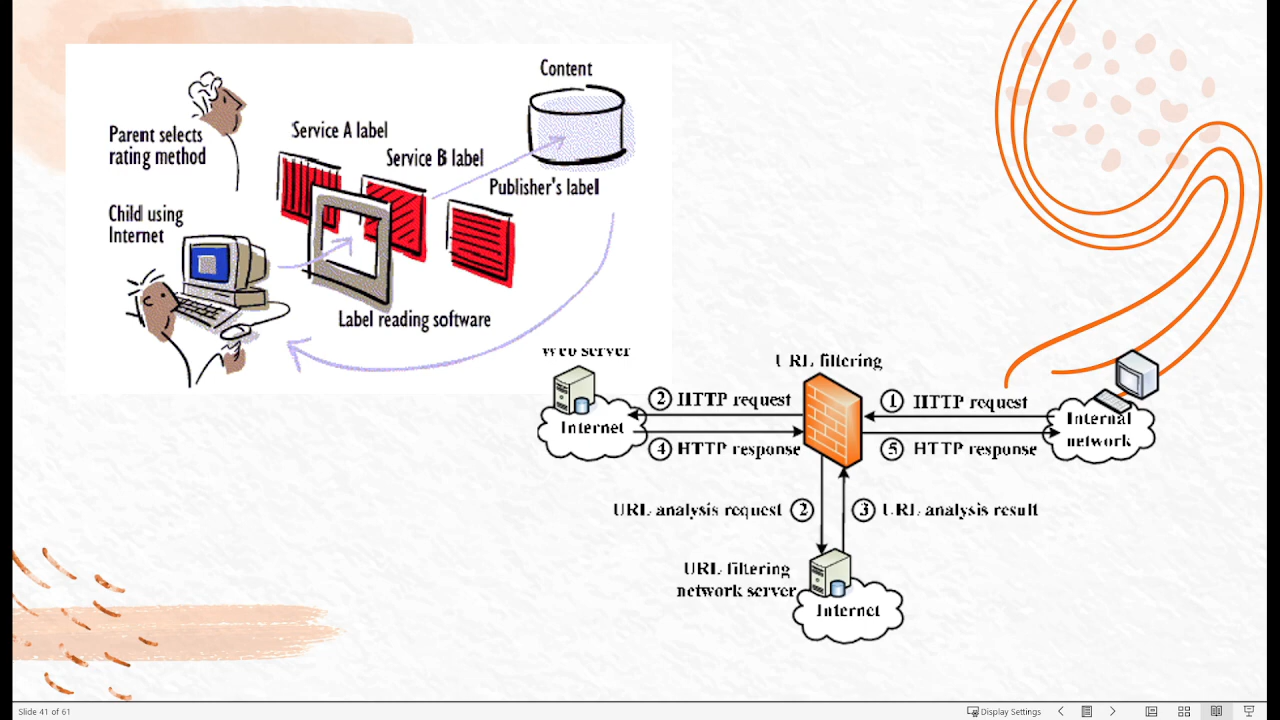 Content
Parent selects
rating method
Service A label
Service B label
Publisher's label
Child using
Internet
Label reading software
Web server
URL filtering
② HTTP request
① HTTP request
Internet
Internal
network
④ HTTP response
⑤ HTTP response
URL analysis request ②
③ URL analysis result
URL filtering
network server
Internet
Slide 41 of 61
Display Settings